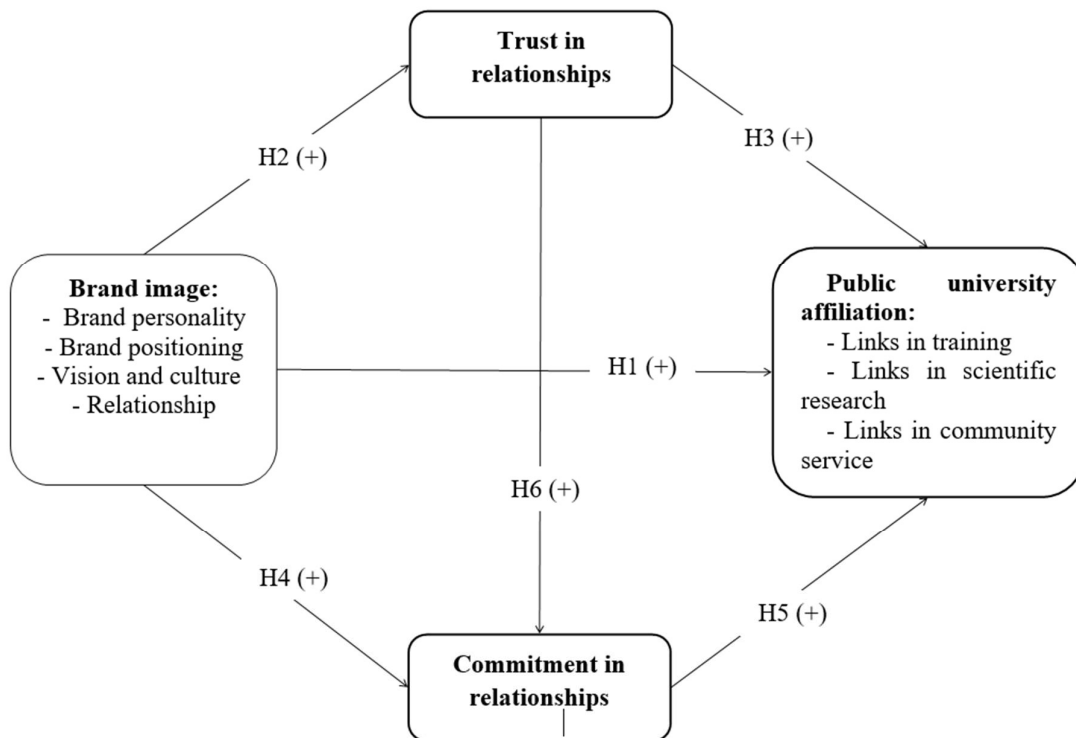 Trust in
relationships
H2 (+)
H3 (+)
Brand image:
- Brand personality
- Brand positioning
- Vision and culture
- Relationship
H1 (+)
Public university
affiliation:
- Links in training
- Links in scientific
research
- Links in community
service
H6 (+)
H4 (+)
H5 (+)
Commitment in
relationships